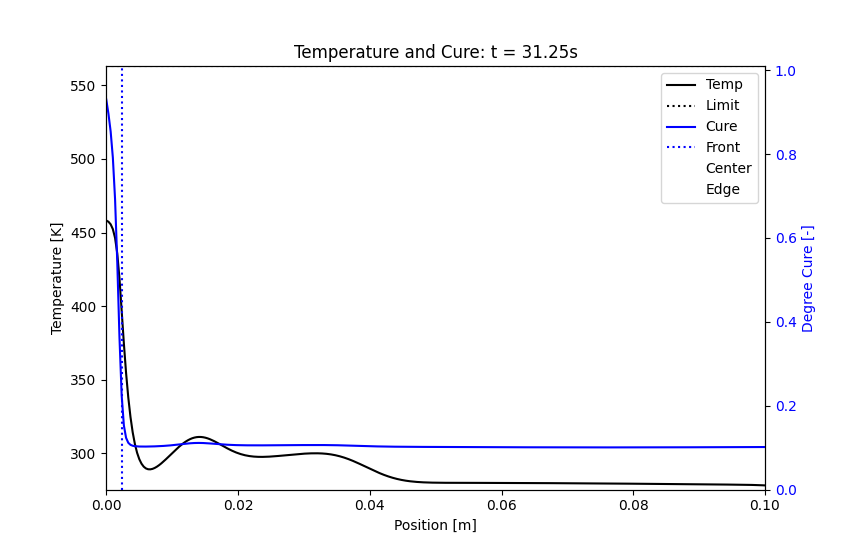 Temperature and Cure: t = 31.25s
550
500
450
400
350
300
Temperature [K]
Temp
Limit
Cure
Front
Center
Edge
1.0
0.8
0.6
0.4
0.2
0.0
Degree Cure [-]
0.00
0.02
0.04
0.06
0.08
0.10
Position [m]